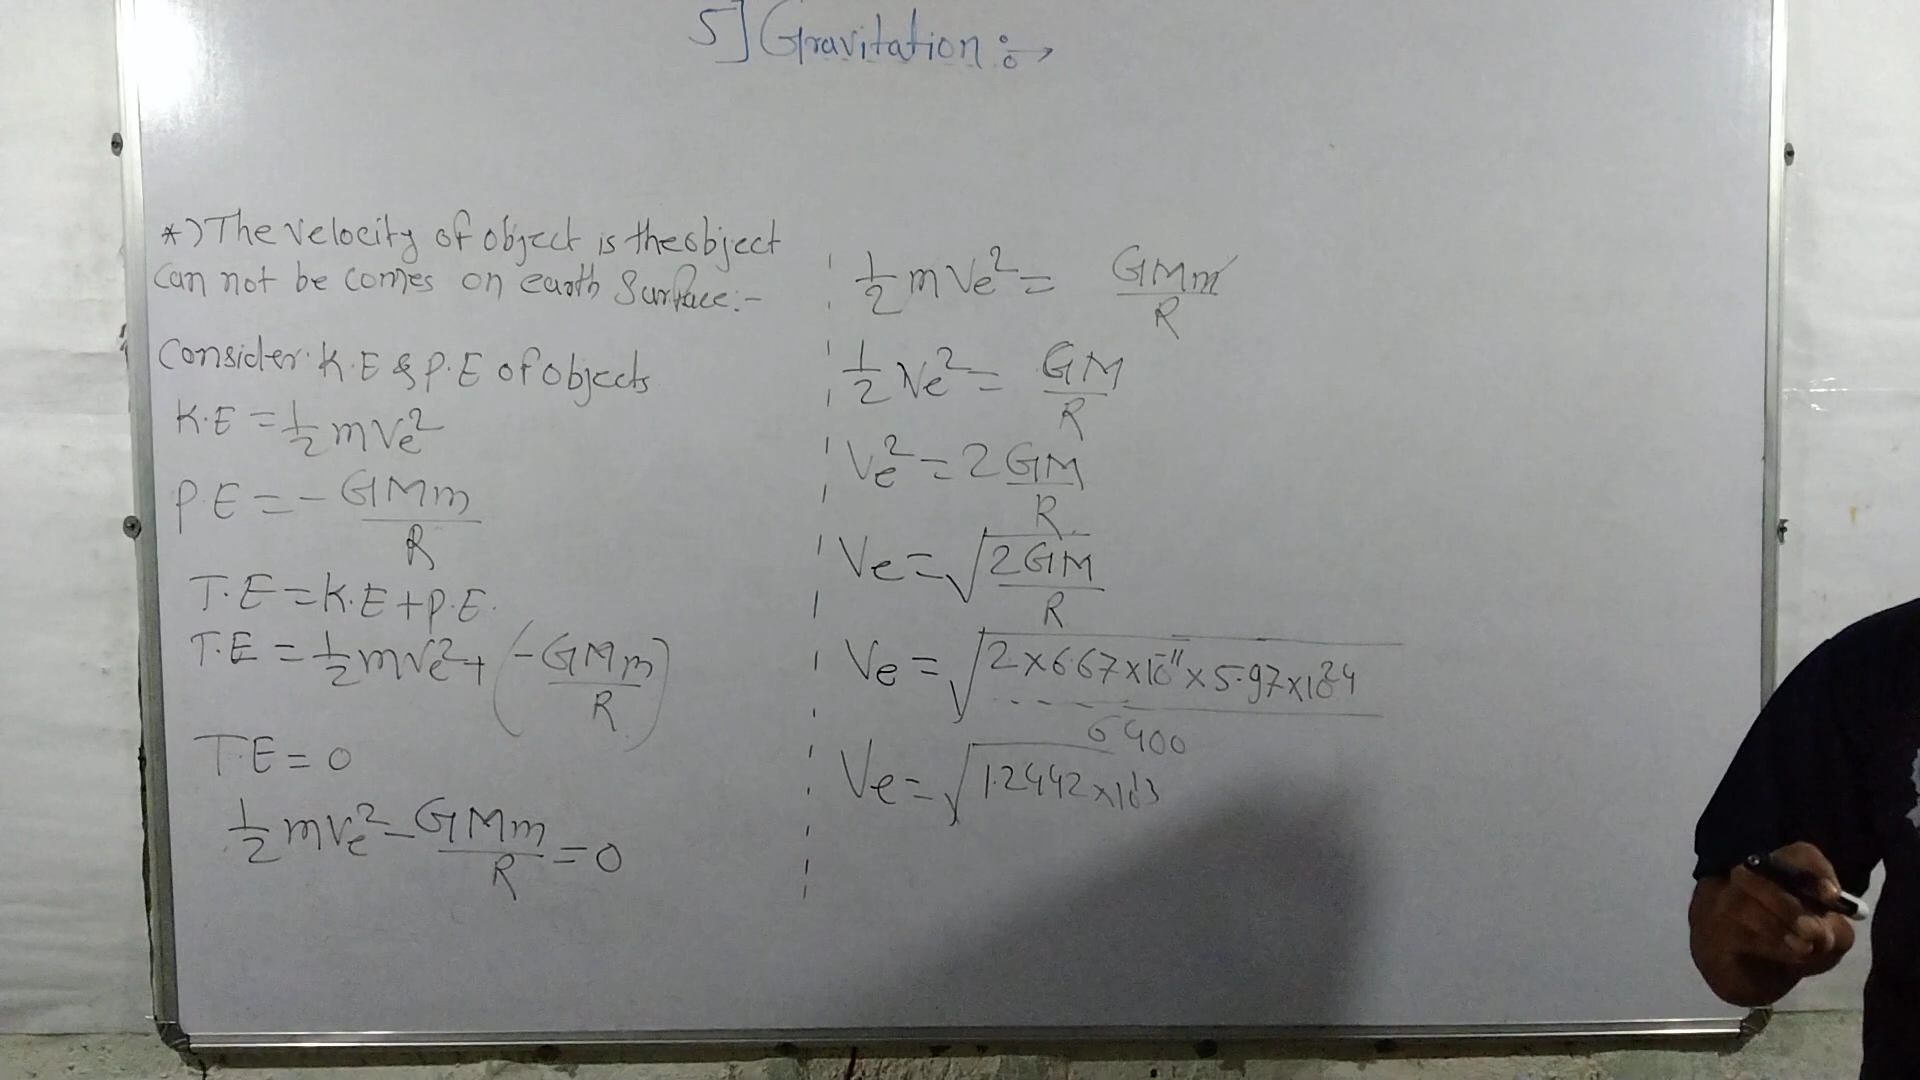 5] Gravitation :→
*) The velocity of object is the object
can not be comes on earth surface:-
Consider K.E & P.E of objects
K.E = 1/2 mVe²
P.E = - GMm/R
T.E = K.E + P.E.
T.E = 1/2 mVe² + (-GMm/R)
T.E = 0
1/2 mVe² - GMm/R = 0
1/2 mVe² = GMm/R
1/2 Ve² = GM/R
Ve² = 2GM/R
Ve = √2GM/R
Ve = √2×6.67×10⁻¹¹×5.97×10²⁴/6400
Ve = √1.2442×10¹³